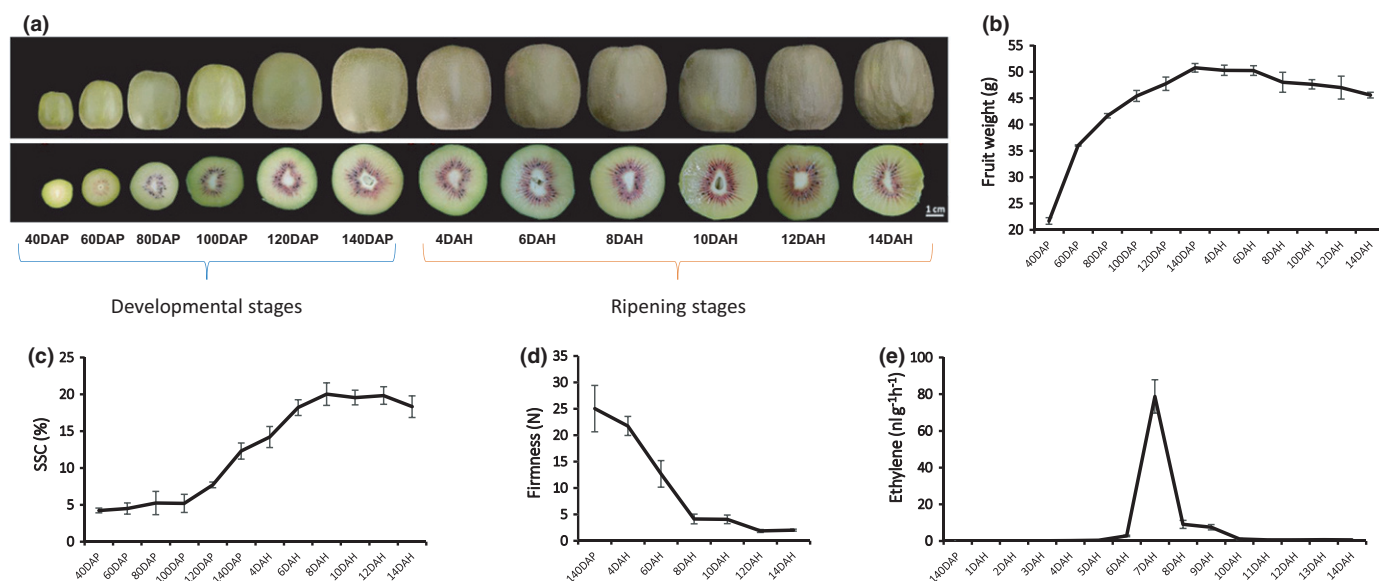 (a)
40DAP 60DAP 80DAP 100DAP 120DAP 140DAP 4DAH 6DAH 8DAH 10DAH 12DAH 14DAH
1 cm
Developmental stages
Ripening stages
(b)
Fruit weight (g)
55
50
45
40
35
30
25
20
40DAP 60DAP 80DAP 100DAP 120DAP 140DAP 4DAH 6DAH 8DAH 10DAH 12DAH 14DAH
(c)
SSC (%)
25
20
15
10
5
0
40DAP 60DAP 80DAP 100DAP 120DAP 140DAP 4DAH 6DAH 8DAH 10DAH 12DAH 14DAH
(d)
Firmness (N)
35
30
25
20
15
10
5
0
140DAP 4DAH 6DAH 8DAH 10DAH 12DAH 14DAH
(e)
Ethylene (nlg⁻¹h⁻¹)
100
80
60
40
20
0
140DAP 1DAH 2DAH 3DAH 4DAH 5DAH 6DAH 7DAH 8DAH 9DAH 10DAH 11DAH 12DAH 13DAH 14DAH